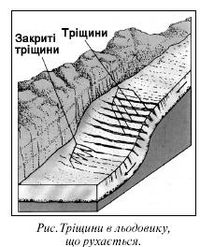 Закриті Тріщини
тріщини
Рис.Тріщини в льодовику,
що рухається.